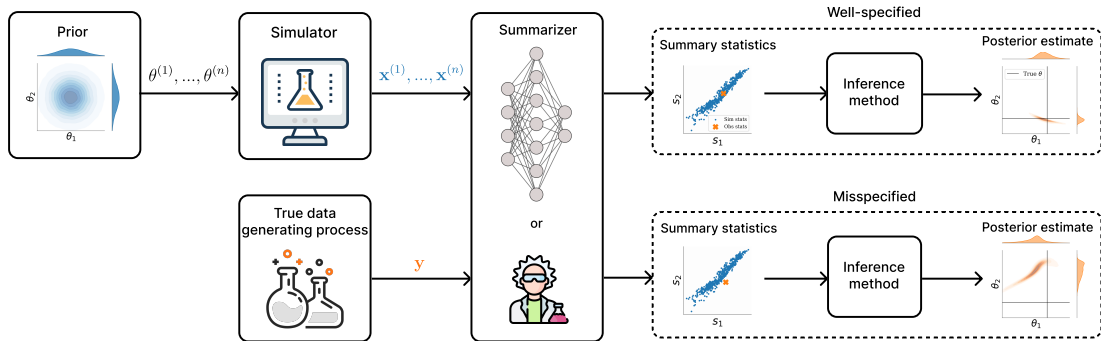 Prior
θ₂
θ₁
θ⁽¹⁾, ..., θ⁽ⁿ⁾
Simulator
x⁽¹⁾, ..., x⁽ⁿ⁾
True data
generating process
y
Summarizer
or
Well-specified
Summary statistics
s₂
Sim stats
Obs stats
s₁
Inference
method
Posterior estimate
True θ
θ₂
θ₁
Misspecified
Summary statistics
s₂
s₁
Inference
method
Posterior estimate
θ₂
θ₁